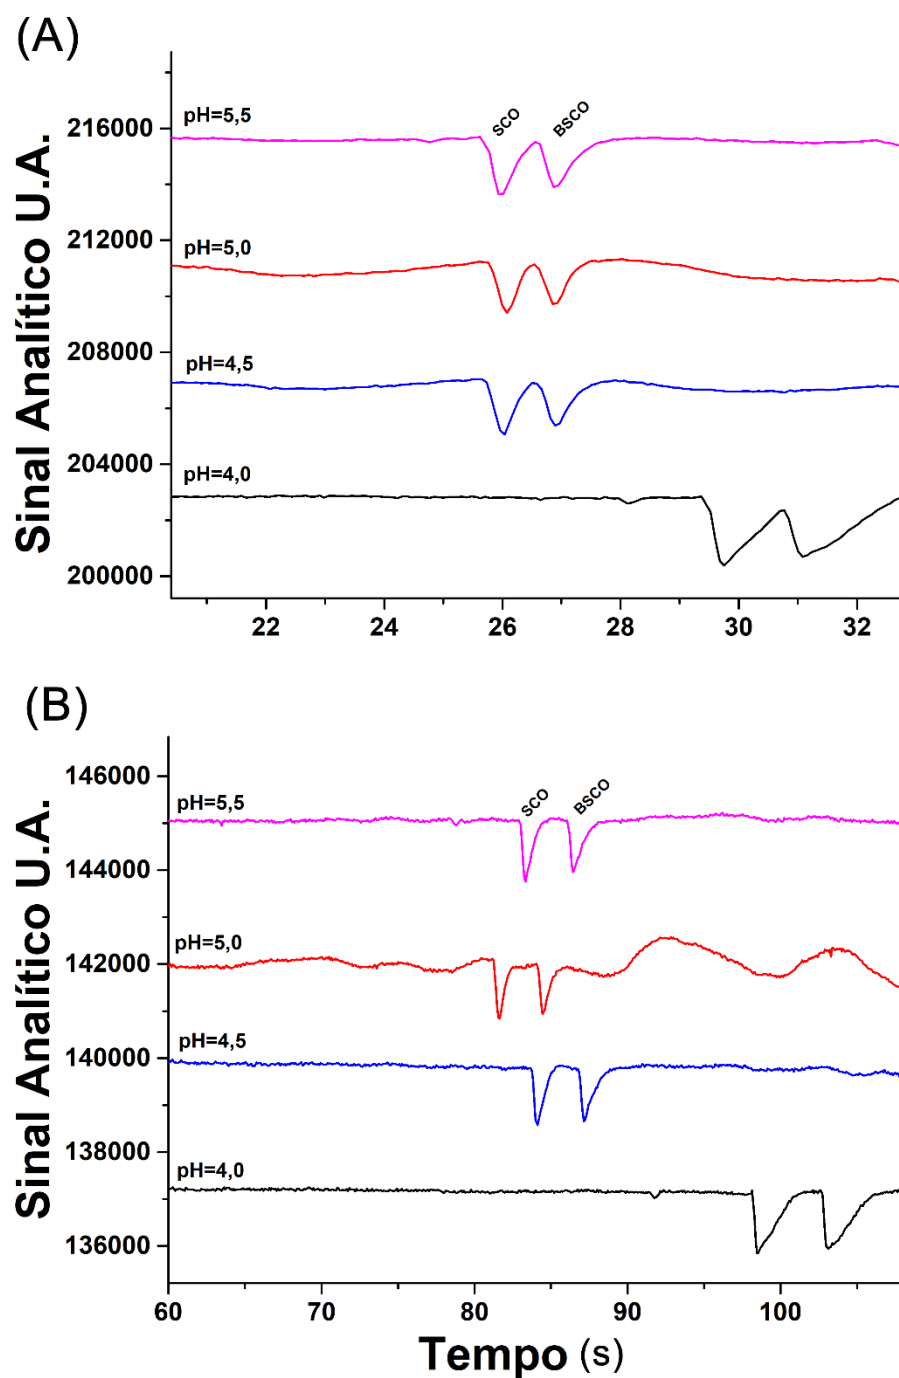 (A)
Sinal Analítico U.A.
216000
212000
208000
204000
200000
pH=5,5
SCO
BSCO
pH=5,0
pH=4,5
pH=4,0
22
24
26
28
30
32
(B)
Sinal Analítico U.A.
146000
144000
142000
140000
138000
136000
pH=5,5
SCO
BSCO
pH=5,0
pH=4,5
pH=4,0
60
70
80
90
100
Tempo (s)